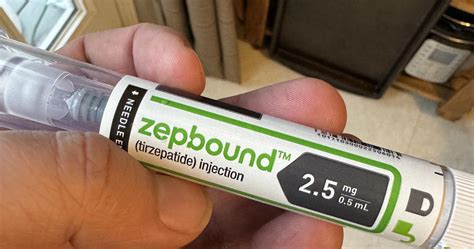 NEEDLE E
zepbound™
(tirzepatide) injection
2.5 mg
0.5 mL